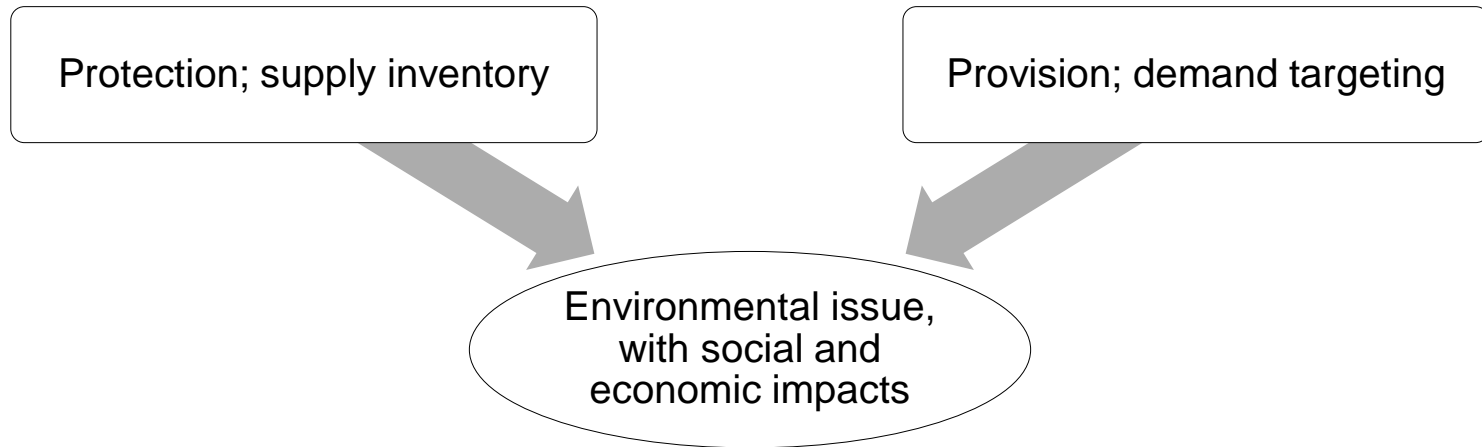 Protection; supply inventory
Provision; demand targeting
Environmental issue,
with social and
economic impacts